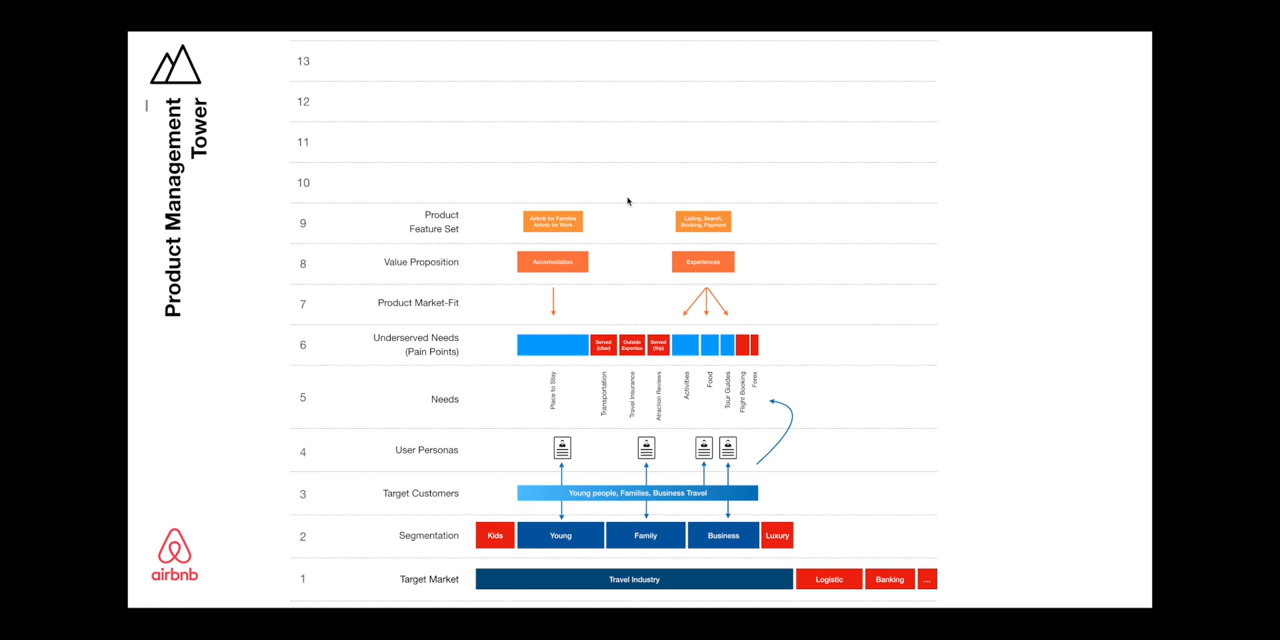 Product Management
Tower
13
12
11
10
9
Product
Feature Set
Airbnb for Families
Airbnb for Work
Listing, Search,
Booking, Payment
8
Value Proposition
Accomodation
Experiences
7
Product Market-Fit
6
Underserved Needs
(Pain Points)
Served
(Uber)
Outside
Expertise
Served
(Trip)
5
Needs
Place to Stay
Transportation
Travel Insurance
Atraction Reviews
Activities
Food
Tour Guides
Flight Booking
Forex
4
User Personas
3
Target Customers
Young people, Families, Business Travel
2
Segmentation
Kids
Young
Family
Business
Luxury
1
Target Market
Travel Industry
Logistic
Banking
...
airbnb